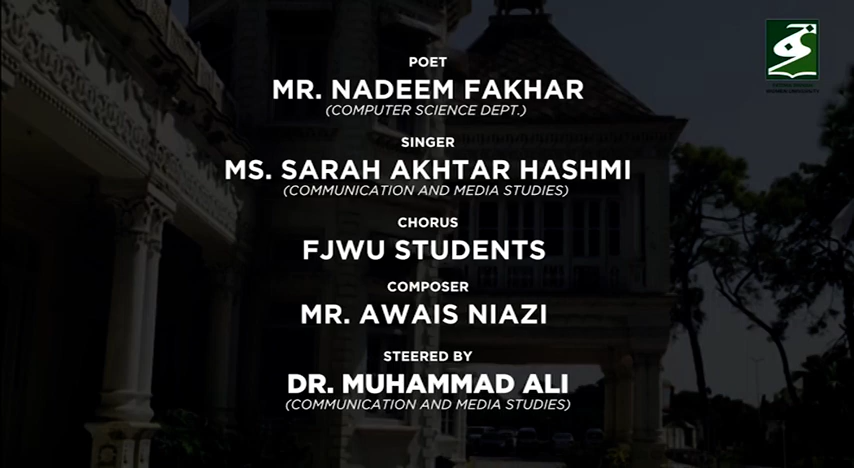 POET
MR. NADEEM FAKHAR
(COMPUTER SCIENCE DEPT.)
SINGER
MS. SARAH AKHTAR HASHMI
(COMMUNICATION AND MEDIA STUDIES)
CHORUS
FJWU STUDENTS
COMPOSER
MR. AWAIS NIAZI
STEERED BY
DR. MUHAMMAD ALI
(COMMUNICATION AND MEDIA STUDIES)